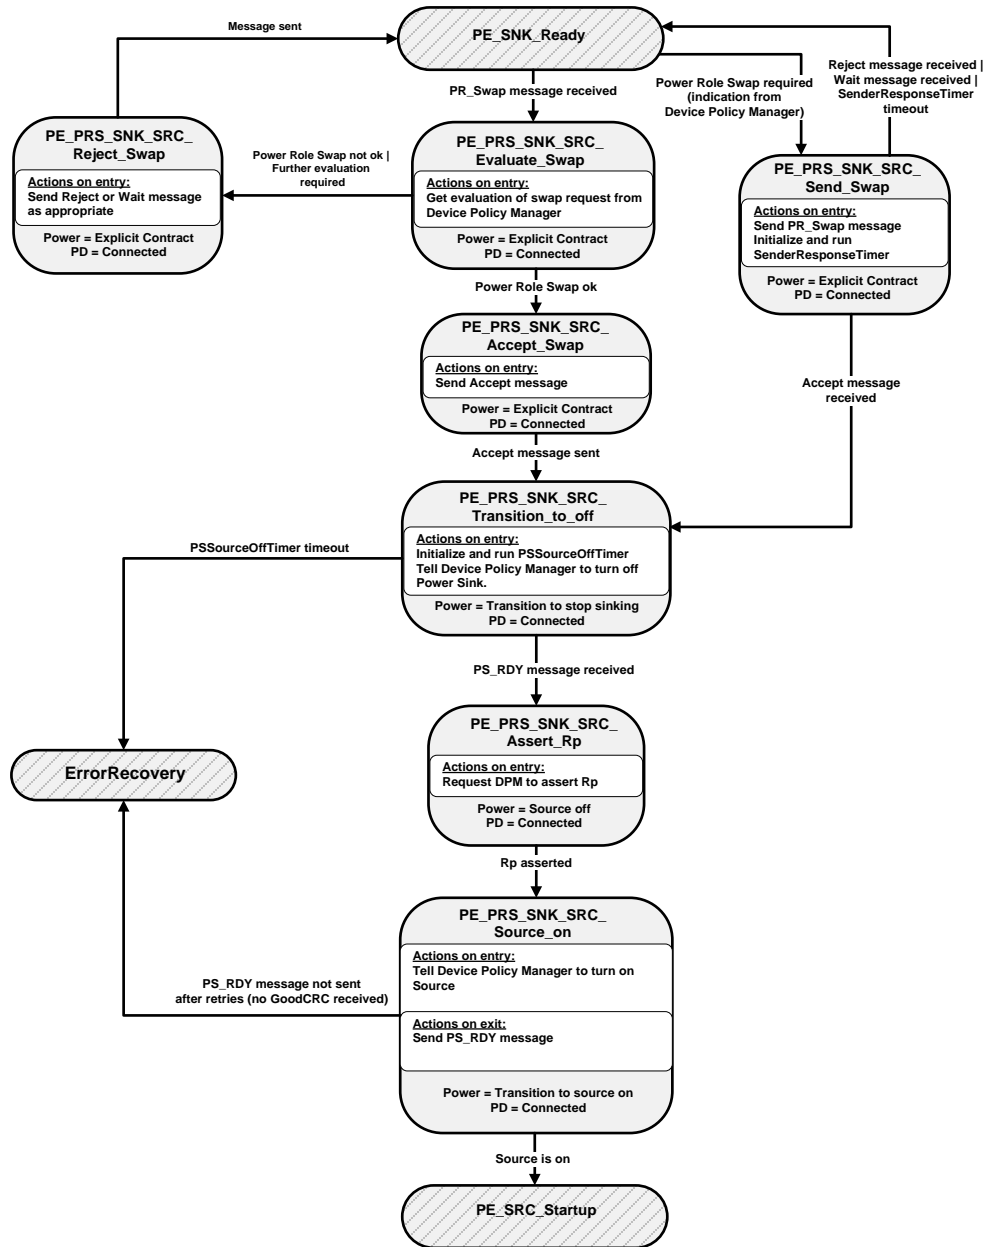 Message sent
PE_SNK_Ready
PR_Swap message received
Power Role Swap required
(indication from
Device Policy Manager)
Reject message received |
Wait message received |
SenderResponseTimer
timeout
PE_PRS_SNK_SRC_
Reject_Swap
Actions on entry:
Send Reject or Wait message
as appropriate
Power = Explicit Contract
PD = Connected
Power Role Swap not ok |
Further evaluation
required
PE_PRS_SNK_SRC_
Evaluate_Swap
Actions on entry:
Get evaluation of swap request from
Device Policy Manager
Power = Explicit Contract
PD = Connected
PE_PRS_SNK_SRC_
Send_Swap
Actions on entry:
Send PR_Swap message
Initialize and run
SenderResponseTimer
Power = Explicit Contract
PD = Connected
Power Role Swap ok
PE_PRS_SNK_SRC_
Accept_Swap
Actions on entry:
Send Accept message
Power = Explicit Contract
PD = Connected
Accept message
received
Accept message sent
PE_PRS_SNK_SRC_
Transition_to_off
Actions on entry:
Initialize and run PSSourceOffTimer
Tell Device Policy Manager to turn off
Power Sink.
Power = Transition to stop sinking
PD = Connected
PSSourceOffTimer timeout
PS_RDY message received
PE_PRS_SNK_SRC_
Assert_Rp
Actions on entry:
Request DPM to assert Rp
Power = Source off
PD = Connected
ErrorRecovery
Rp asserted
PE_PRS_SNK_SRC_
Source_on
Actions on entry:
Tell Device Policy Manager to turn on
Source
Actions on exit:
Send PS_RDY message
Power = Transition to source on
PD = Connected
PS_RDY message not sent
after retries (no GoodCRC received)
Source is on
PE_SRC_Startup